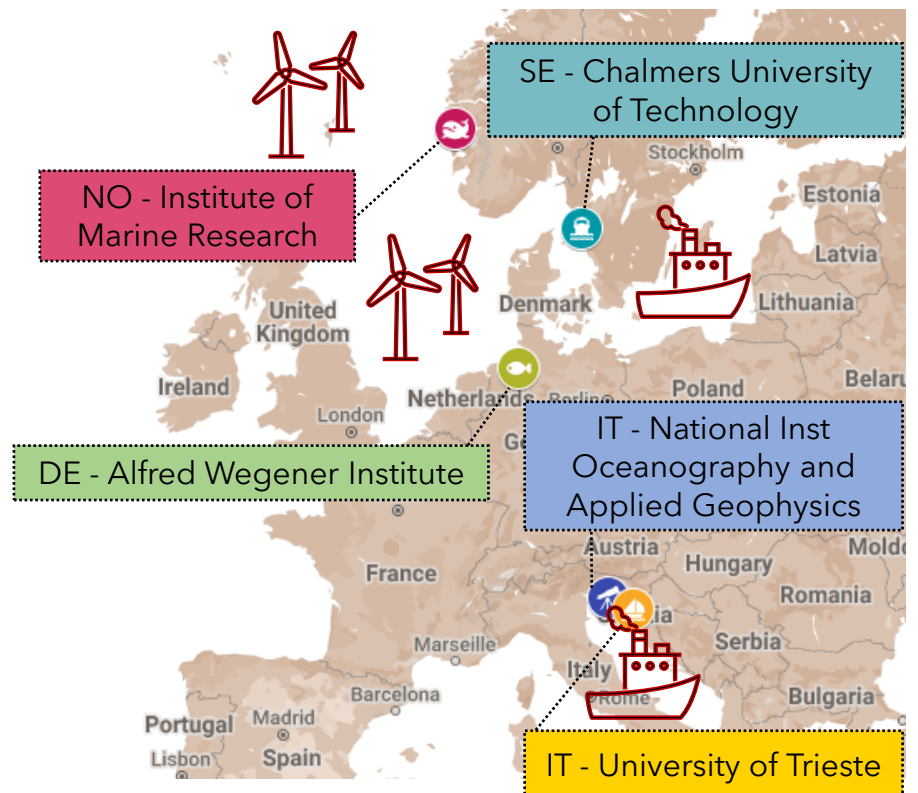 SE - Chalmers University
of Technology
Stockholm
NO - Institute of
Marine Research
Estonia
Latvia
Denmark
Lithuania
United
Kingdom
Ireland
Netherlands
Berlin
Poland
Belaru
London
IT - National Inst
Oceanography and
Applied Geophysics
DE - Alfred Wegener Institute
Austria
Moldo
Hungary
France
Romania
Marseille
Serbia
Italy
Rome
Barcelona
Bulgaria
Portugal
Madrid
Lisbon
Spain
IT - University of Trieste